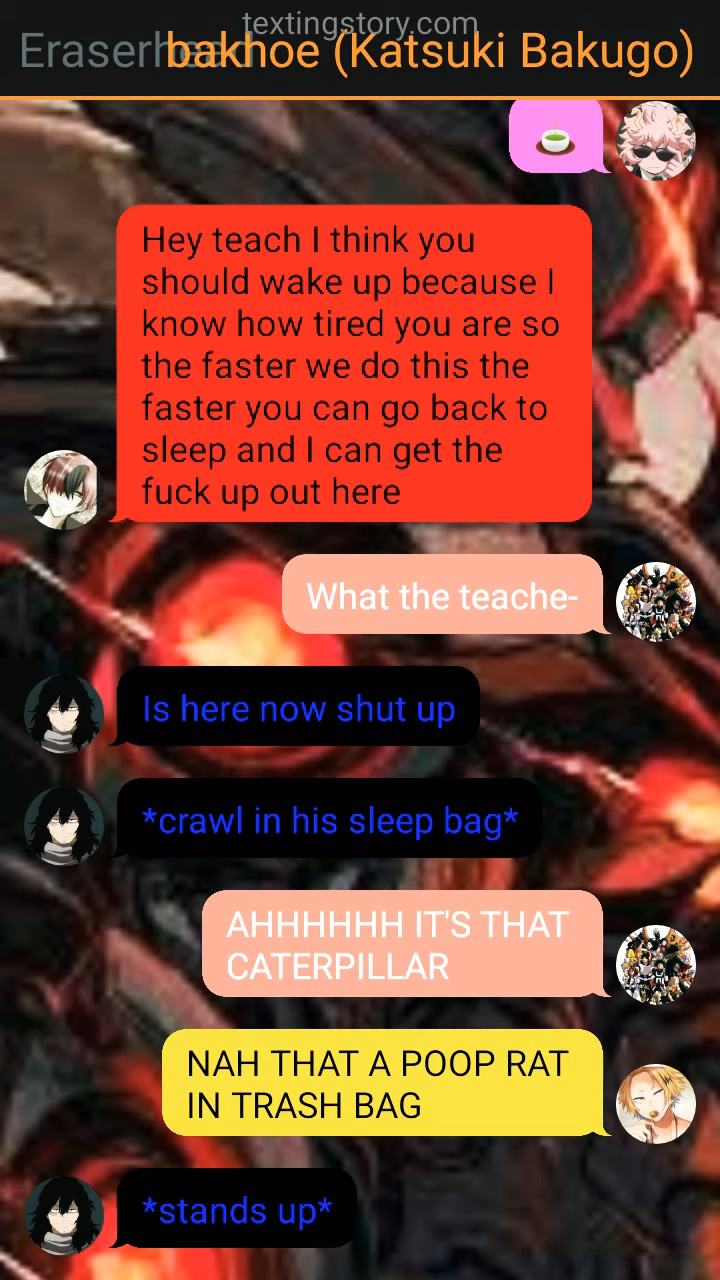 textingstory.com
Eraserhead
bakhoe (Katsuki Bakugo)
Hey teach I think you
should wake up because I
know how tired you are so
the faster we do this the
faster you can go back to
sleep and I can get the
fuck up out here
What the teache-
Is here now shut up
*crawl in his sleep bag*
AHHHHHH IT'S THAT
CATERPILLAR
NAH THAT A POOP RAT
IN TRASH BAG
*stands up*